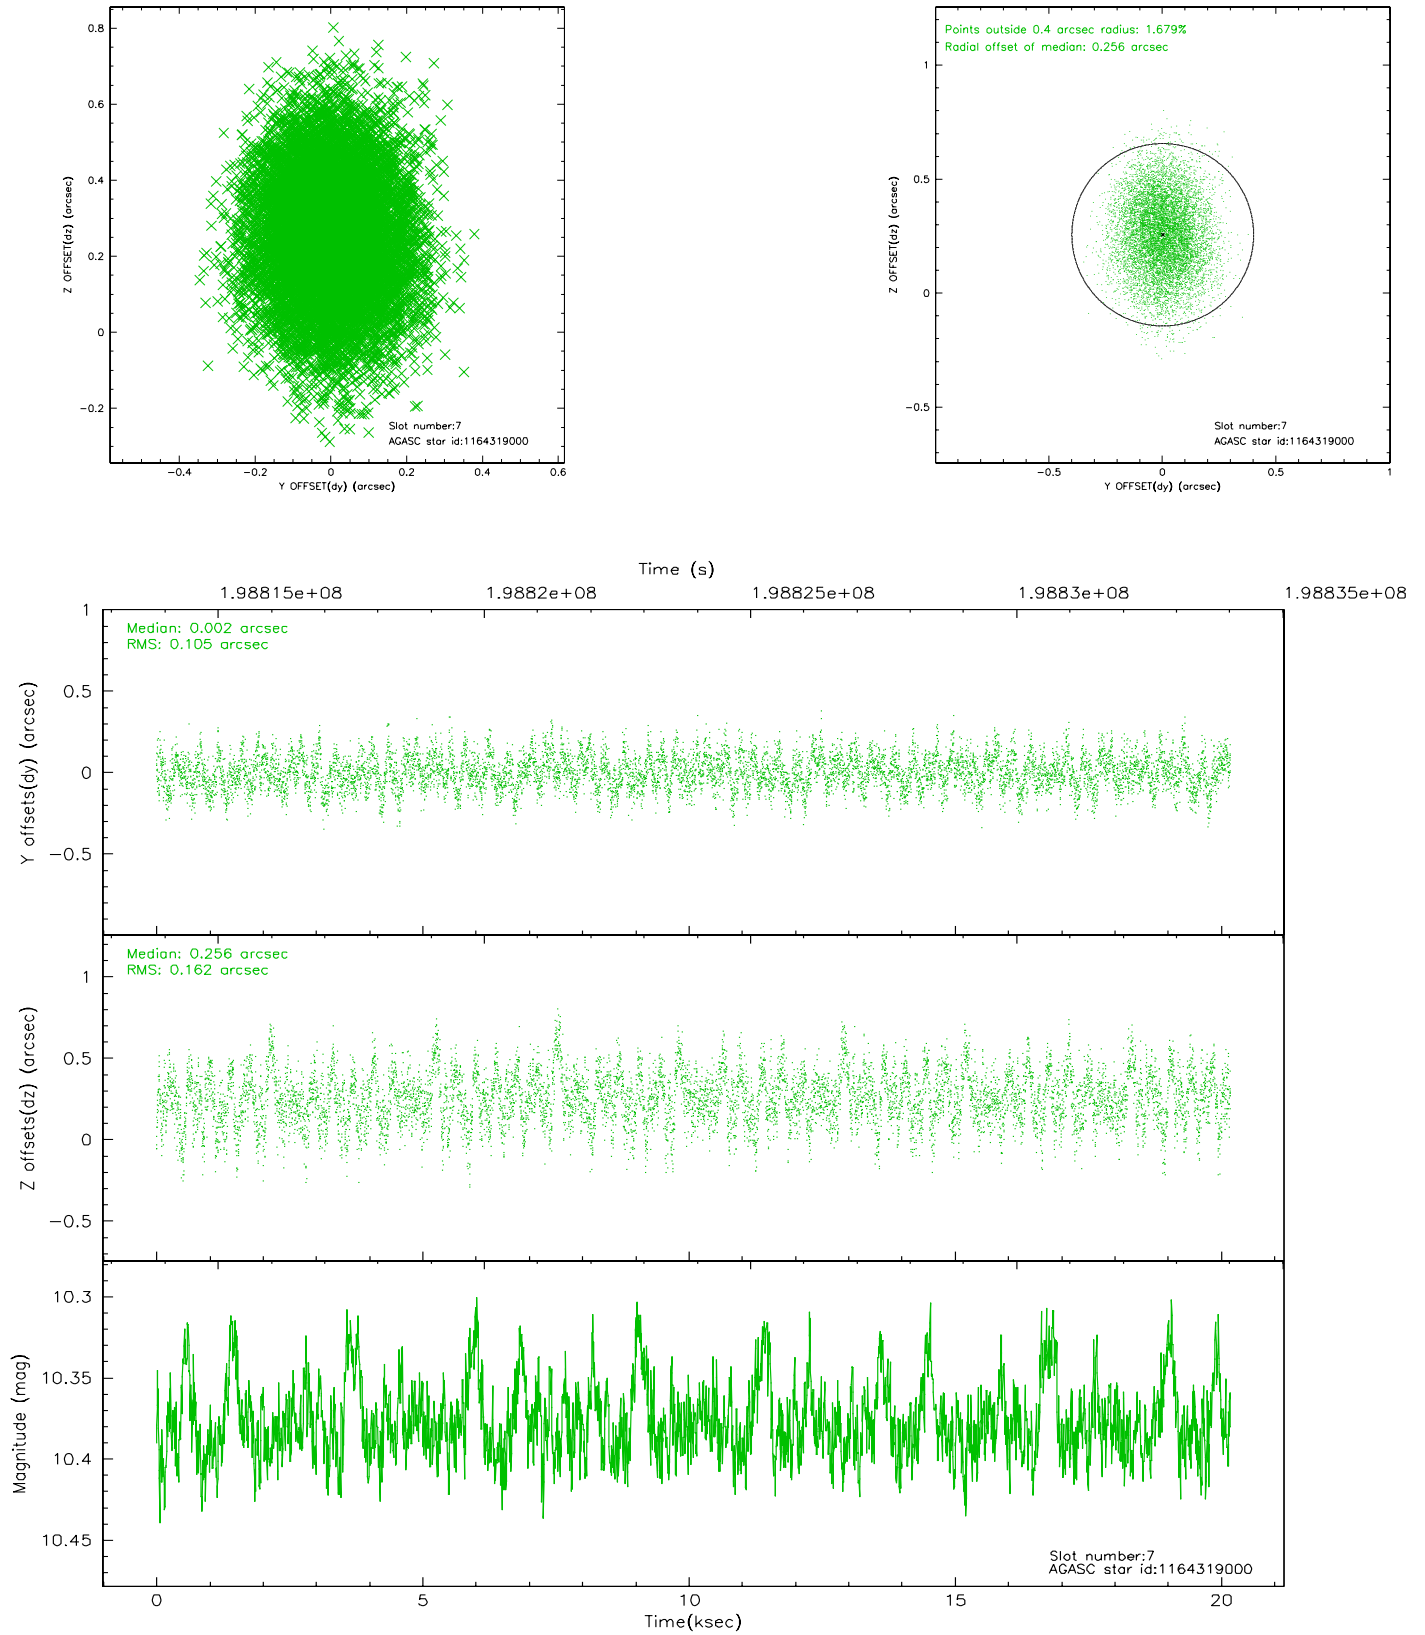 0.8
0.6
0.4
0.2
0
−0.2
Z OFFSET(dz) (arcsec)
Slot number:7
AGASC star id:1164319000
−0.4
−0.2
0
0.2
0.4
0.6
Y OFFSET(dy) (arcsec)
Points outside 0.4 arcsec radius: 1.679%
Radial offset of median: 0.256 arcsec
1
0.5
0
−0.5
Z OFFSET(dz) (arcsec)
Slot number:7
AGASC star id:1164319000
−0.5
0
0.5
1
Y OFFSET(dy) (arcsec)
Time (s)
1.98815e+08
1.9882e+08
1.98825e+08
1.9883e+08
1.98835e+08
Median: 0.002 arcsec
RMS: 0.105 arcsec
1
0.5
0
−0.5
Y offsets(dy) (arcsec)
Median: 0.256 arcsec
RMS: 0.162 arcsec
1
0.5
0
−0.5
Z offsets(dz) (arcsec)
10.3
10.35
10.4
10.45
Magnitude (mag)
Slot number:7
AGASC star id:1164319000
0
5
10
15
20
Time(ksec)